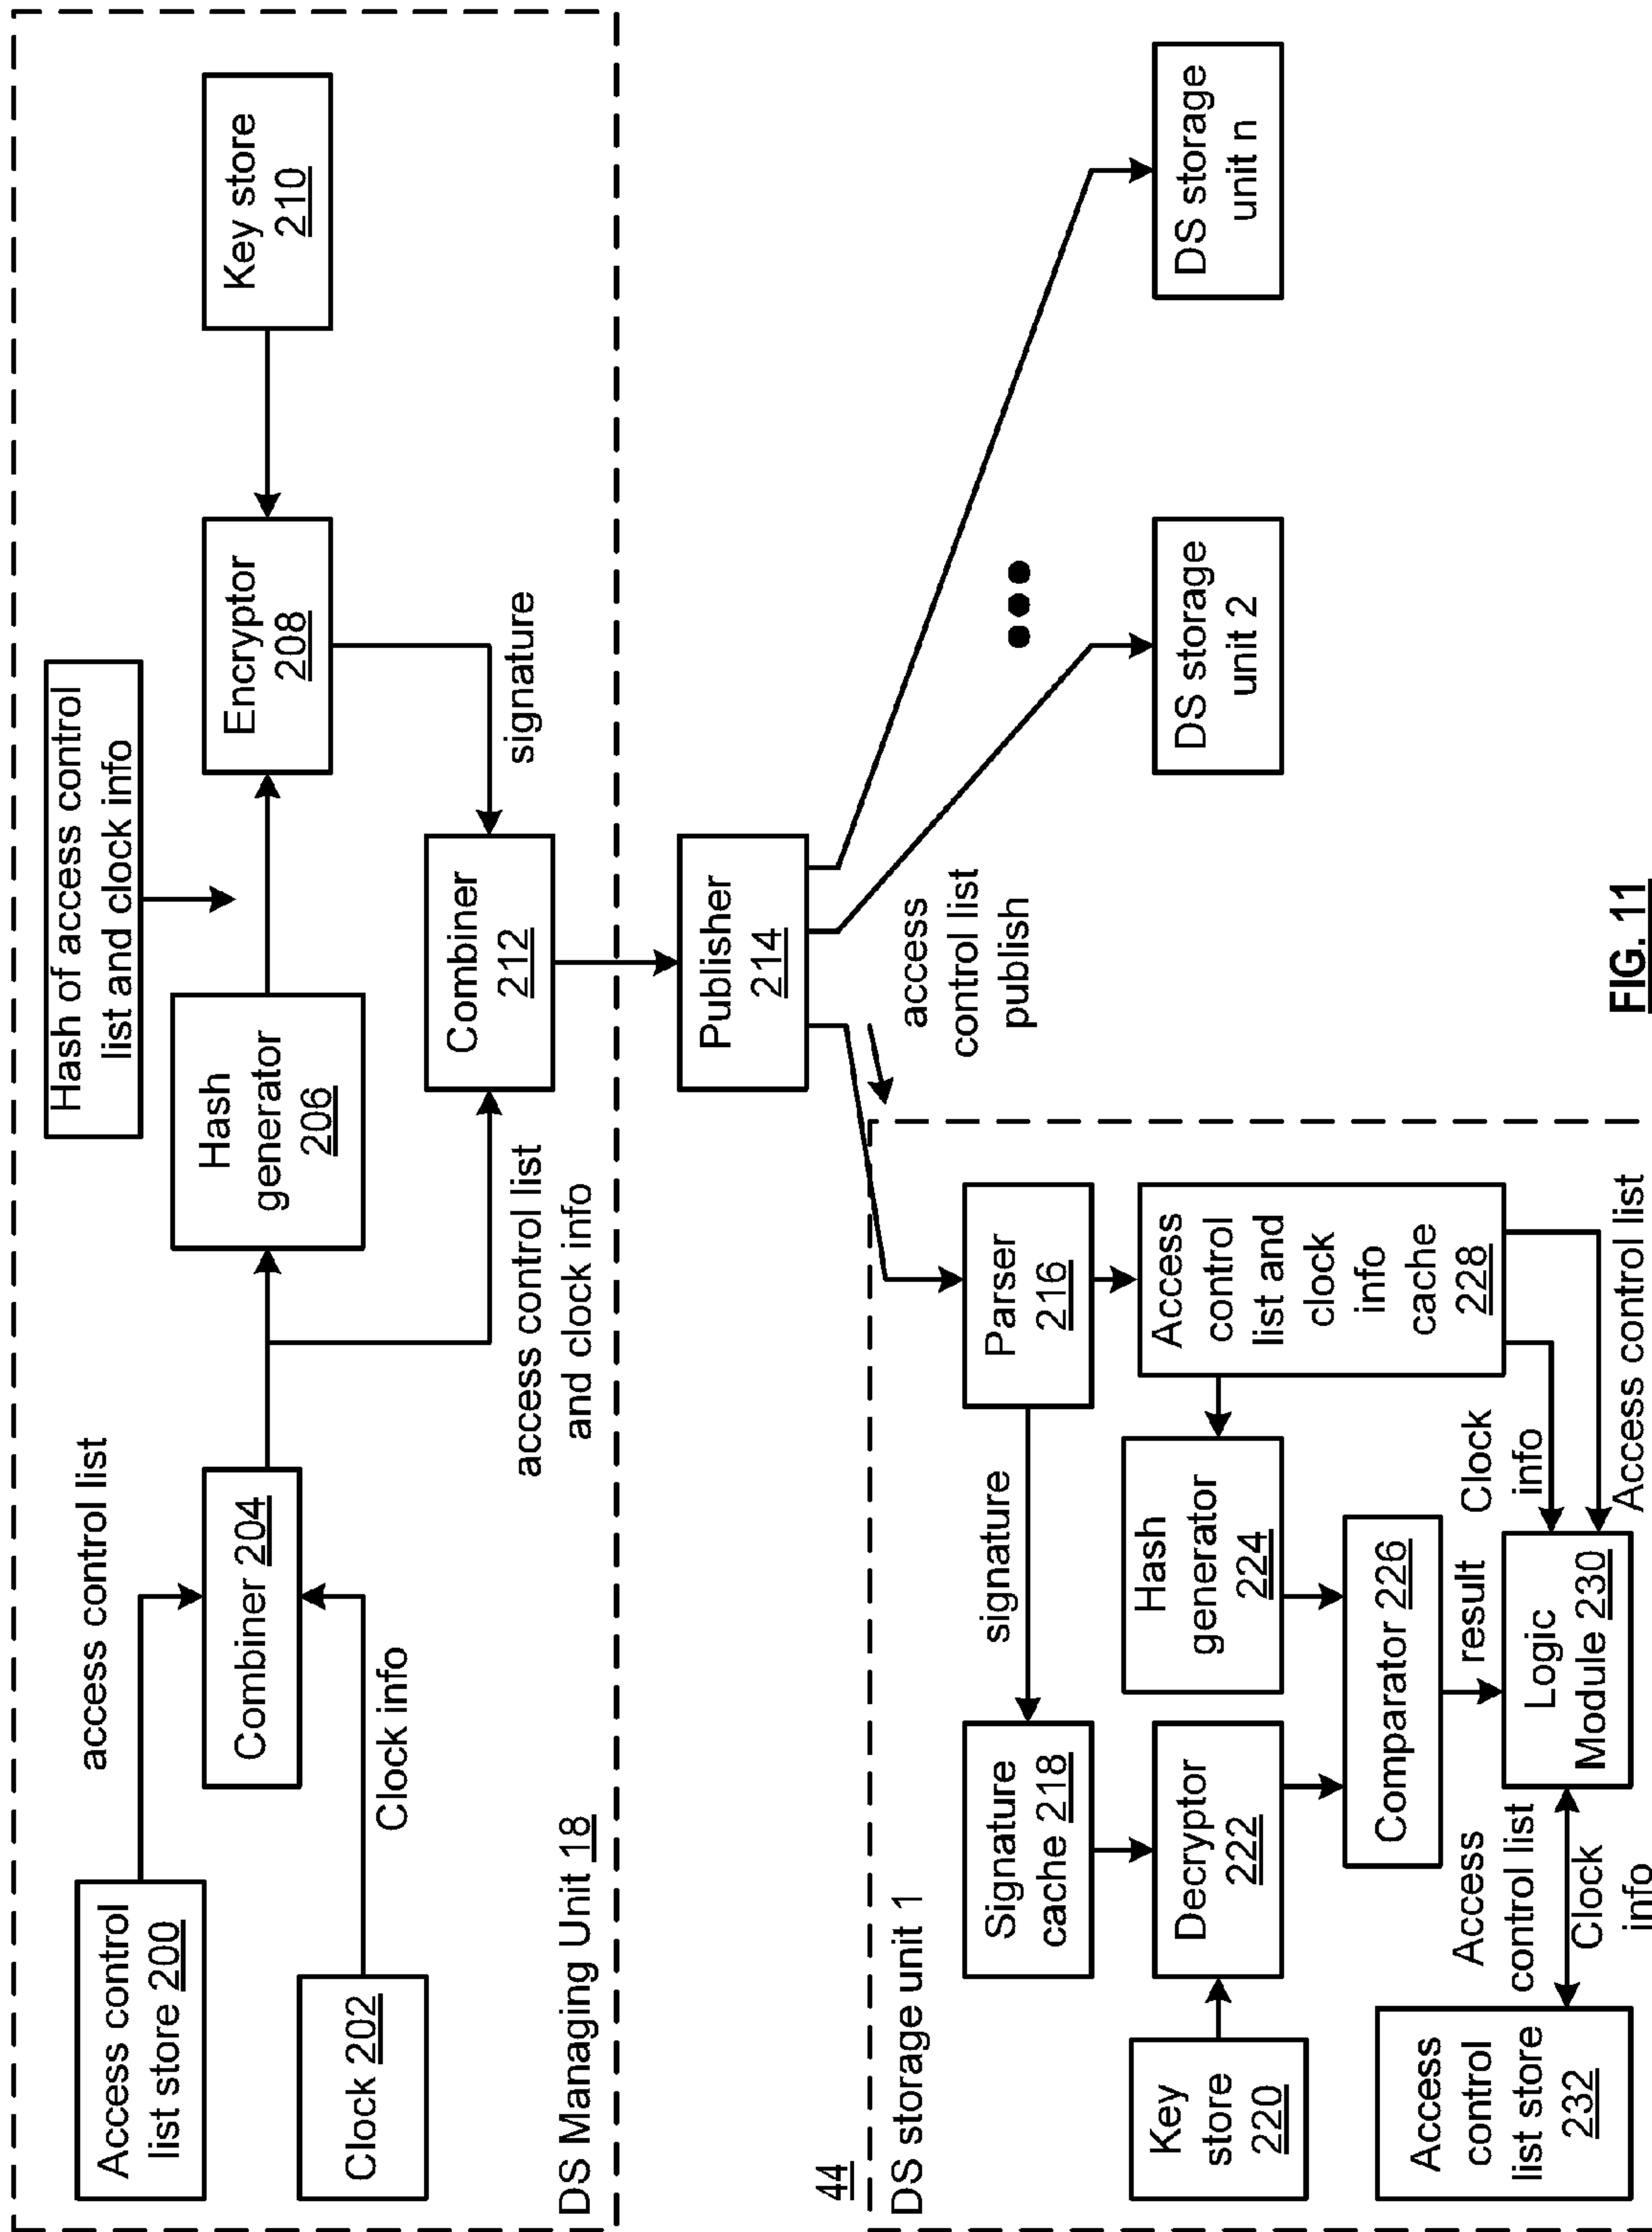 Access control
list store 200
access control list
Clock 202
Clock info
Combiner 204
access control list
and clock info
Hash
generator
206
Hash of access control
list and clock info
Encryptor
208
Key store
210
signature
Combiner
212
DS Managing Unit 18
Publisher
214
access
control list
publish
DS storage
unit 2
DS storage
unit n
44
DS storage unit 1
Parser
216
signature
Signature
cache 218
Key
store
220
Decryptor
222
Hash
generator
224
Access
control
list and
clock
info
cache
228
Comparator 226
result
Clock
info
Access control list
Logic
Module 230
Access
control list
Clock
info
Access
control
list store
232
FIG. 11